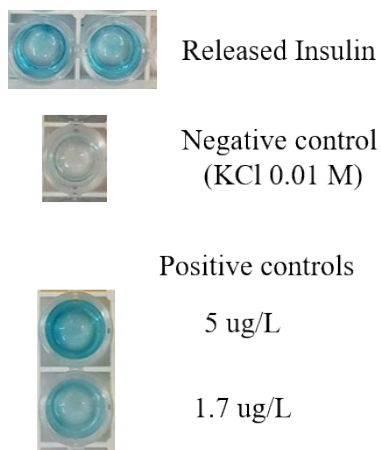 Released Insulin
Negative control
(KCl 0.01 M)
Positive controls
5 ug/L
1.7 ug/L